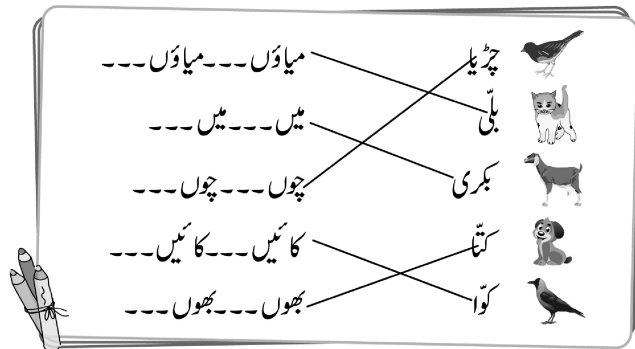 چڑیا میاؤں۔۔۔میاؤں۔۔۔
بلّی میں۔۔۔میں۔۔۔
بکری چوں۔۔۔چوں۔۔۔
کتّا کائیں۔۔۔کائیں۔۔۔
کوّا بھوں۔۔۔بھوں۔۔۔